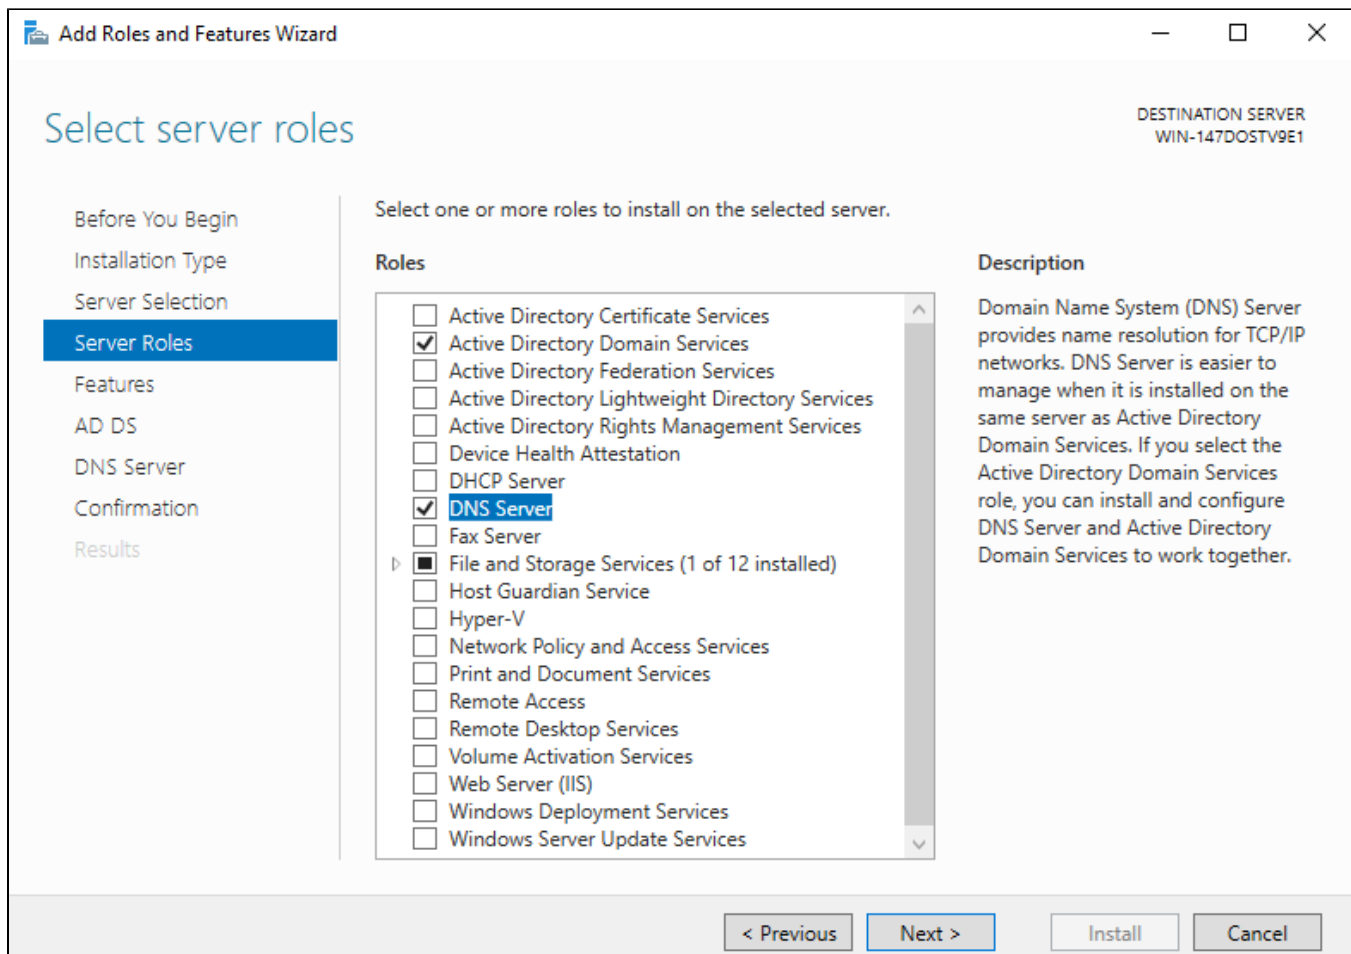 Add Roles and Features Wizard
Select server roles
DESTINATION SERVER
WIN-147DOSTV9E1
Before You Begin
Installation Type
Server Selection
Server Roles
Features
AD DS
DNS Server
Confirmation
Results
Select one or more roles to install on the selected server.
Roles
Active Directory Certificate Services
Active Directory Domain Services
Active Directory Federation Services
Active Directory Lightweight Directory Services
Active Directory Rights Management Services
Device Health Attestation
DHCP Server
DNS Server
Fax Server
File and Storage Services (1 of 12 installed)
Host Guardian Service
Hyper-V
Network Policy and Access Services
Print and Document Services
Remote Access
Remote Desktop Services
Volume Activation Services
Web Server (IIS)
Windows Deployment Services
Windows Server Update Services
Description
Domain Name System (DNS) Server
provides name resolution for TCP/IP
networks. DNS Server is easier to
manage when it is installed on the
same server as Active Directory
Domain Services. If you select the
Active Directory Domain Services
role, you can install and configure
DNS Server and Active Directory
Domain Services to work together.
< Previous
Next >
Install
Cancel